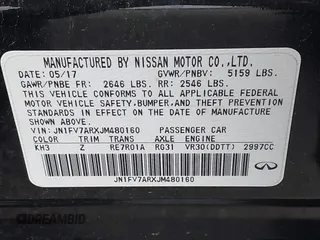 MANUFACTURED BY NISSAN MOTOR CO.,LTD.
DATE: 05/17 GVWR/PNBV: 5159 LBS.
GAWR/PNBE FR: 2646 LBS. RR: 2546 LBS.
THIS VEHICLE CONFORMS TO ALL APPLICABLE FEDERAL
MOTOR VEHICLE SAFETY,BUMPER,AND THEFT PREVENTION
STANDARDS IN EFFECT ON THE DATE OF MANUFACTURE
SHOWN ABOVE.
VIN: JN1FV7ARXJM480160 PASSENGER CAR
COLOR TRIM TRANS AXLE ENGINE
KH3 Z RE7R01A RG31 VR30(DDTT) 2997CC
JN1FV7ARXJM480160
INFINITI
AUTOBIDMASTER